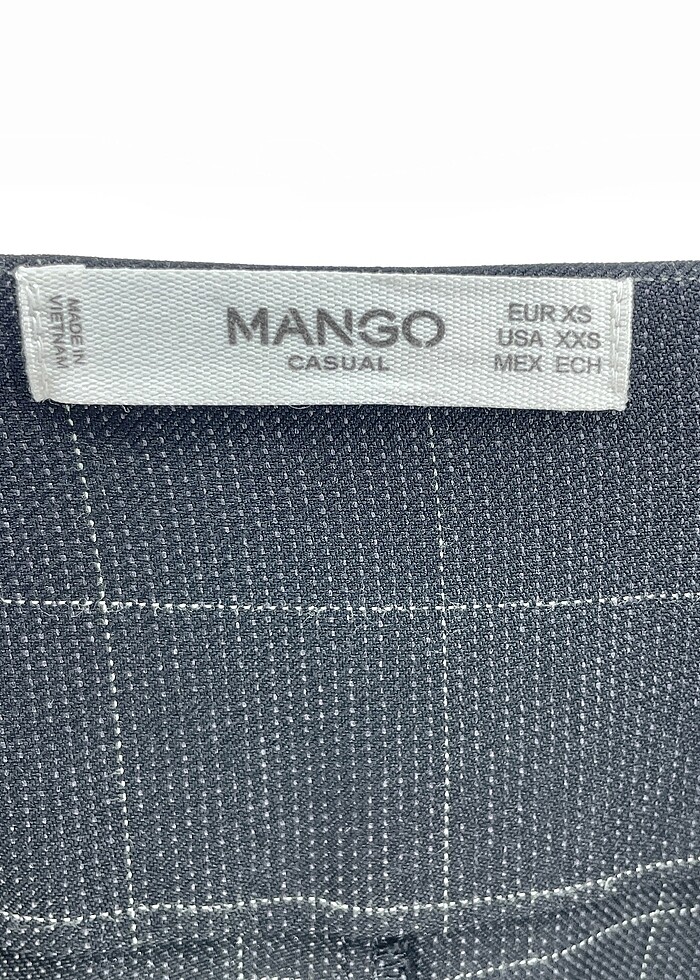 MADE IN
VIETNAM
MANGO
CASUAL
EUR XS
USA XXS
MEX ECH